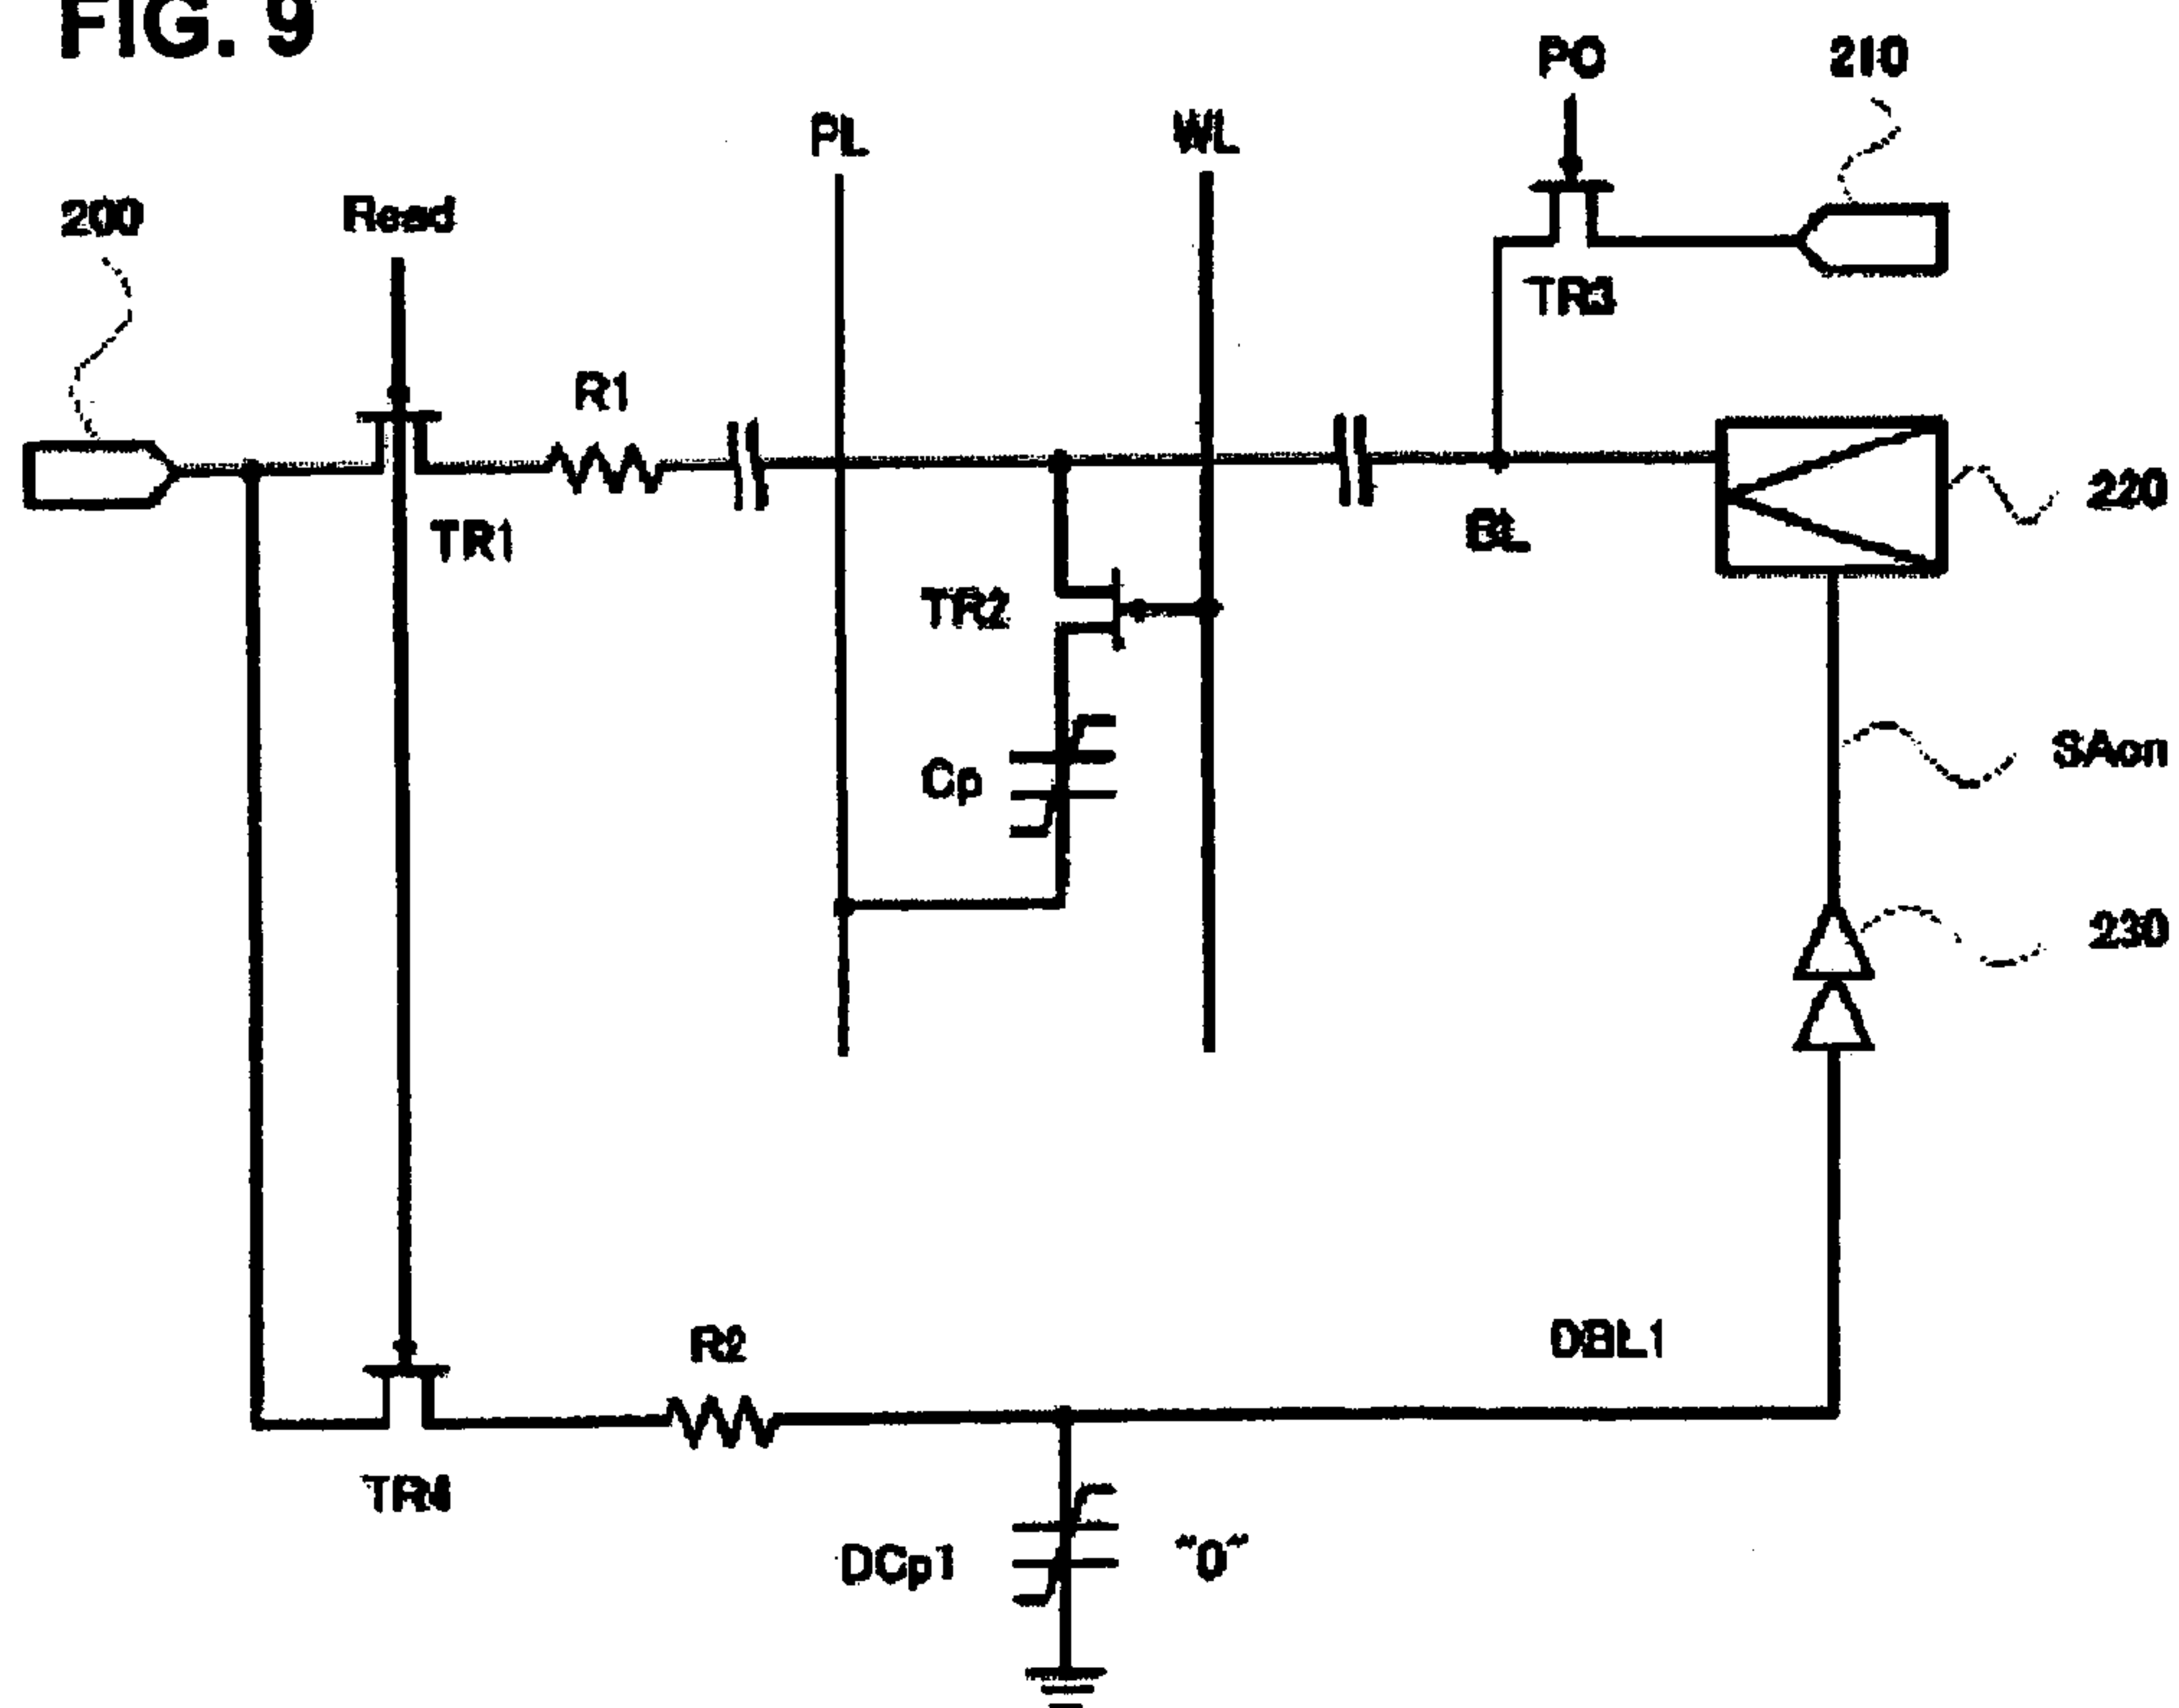 FIG. 9
PO
210
PL
WL
200
Read
TR3
R1
TR1
BL
220
TR2
SAon
Cp
230
R2
DBL1
TR4
DCp1
"0"